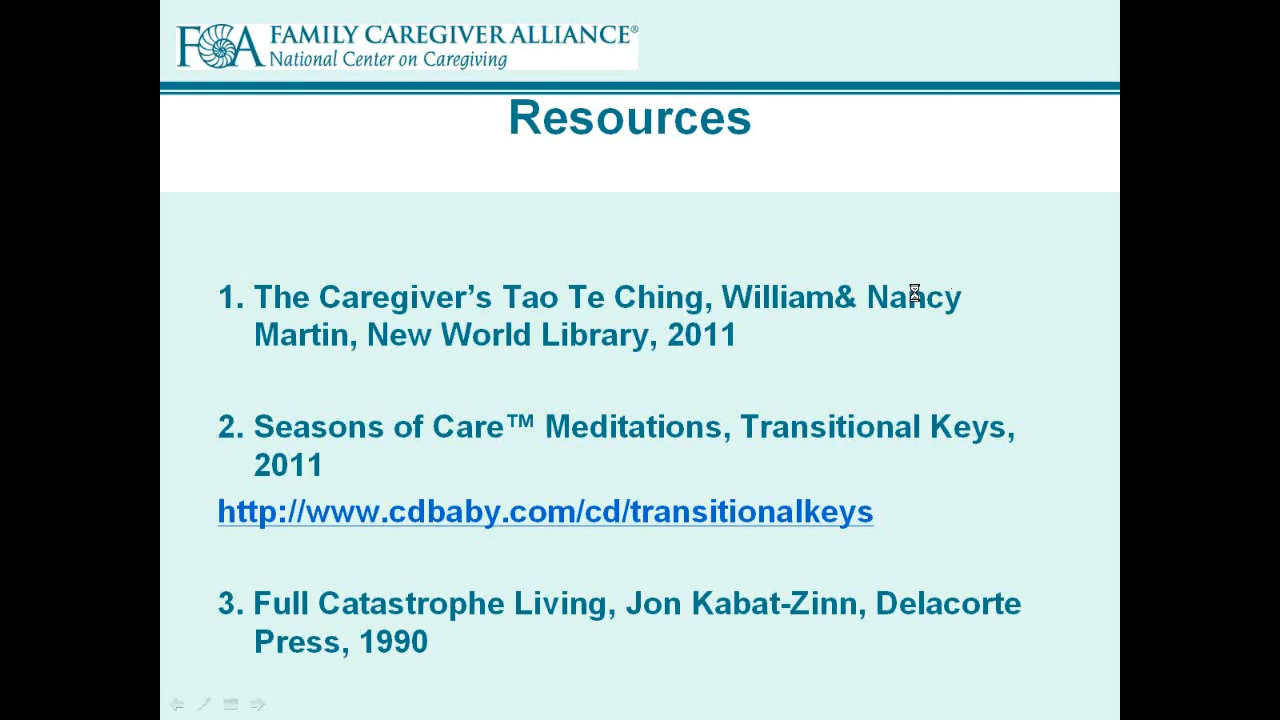 FCA FAMILY CAREGIVER ALLIANCE®
National Center on Caregiving
Resources
1. The Caregiver’s Tao Te Ching, William& Nancy
Martin, New World Library, 2011
2. Seasons of Care™ Meditations, Transitional Keys,
2011
http://www.cdbaby.com/cd/transitionalkeys
3. Full Catastrophe Living, Jon Kabat-Zinn, Delacorte
Press, 1990